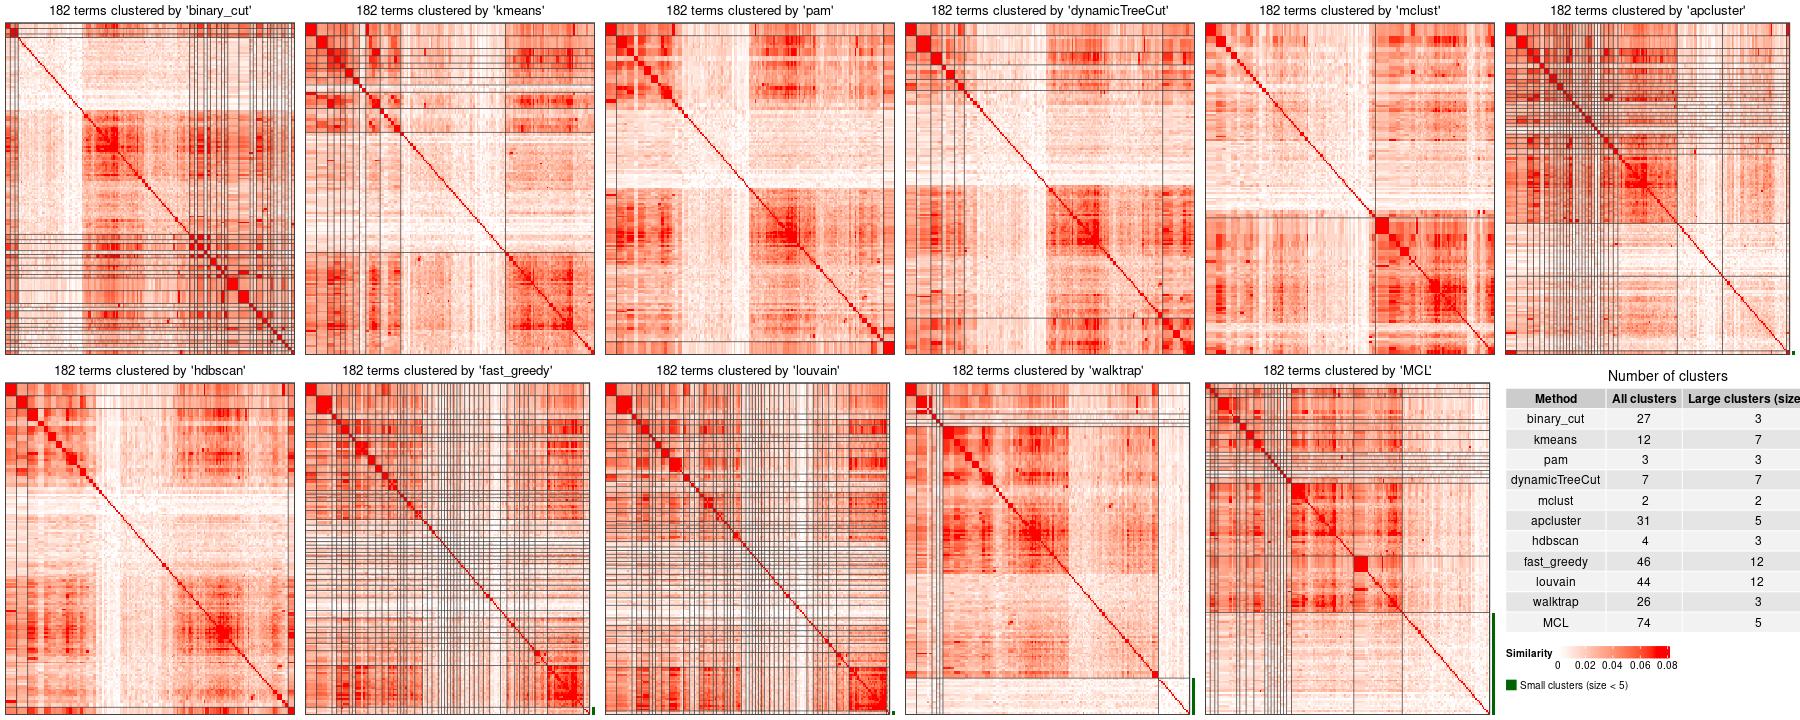 182 terms clustered by 'binary_cut'
182 terms clustered by 'kmeans'
182 terms clustered by 'pam'
182 terms clustered by 'dynamicTreeCut'
182 terms clustered by 'mclust'
182 terms clustered by 'apcluster'
182 terms clustered by 'hdbscan'
182 terms clustered by 'fast_greedy'
182 terms clustered by 'louvain'
182 terms clustered by 'walktrap'
182 terms clustered by 'MCL'
Number of clusters
Method All clusters Large clusters (size
binary_cut 27 3
kmeans 12 7
pam 3 3
dynamicTreeCut 7 7
mclust 2 2
apcluster 31 5
hdbscan 4 3
fast_greedy 46 12
louvain 44 12
walktrap 26 3
MCL 74 5
Similarity
0 0.02 0.04 0.06 0.08
Small clusters (size < 5)